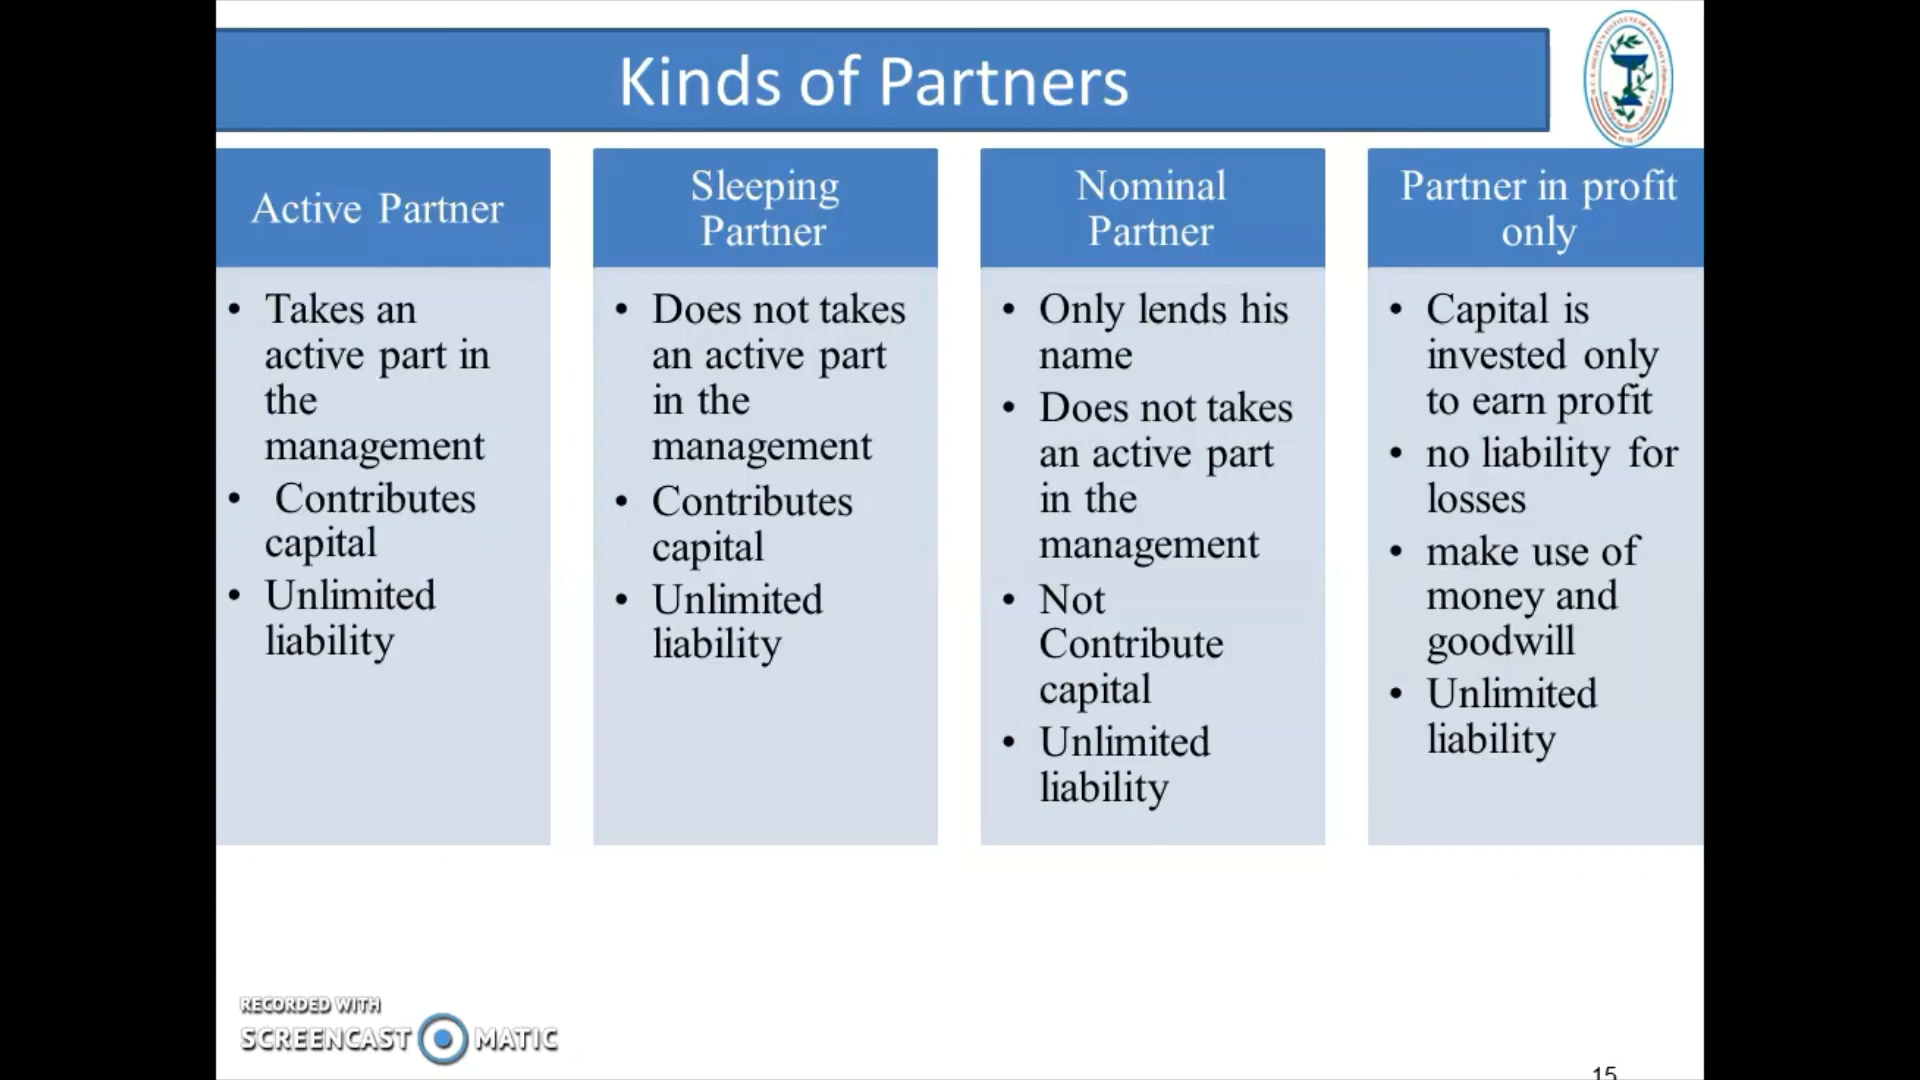 Kinds of Partners
Active Partner
• Takes an
active part in
the
management
• Contributes
capital
• Unlimited
liability
Sleeping
Partner
• Does not takes
an active part
in the
management
• Contributes
capital
• Unlimited
liability
Nominal
Partner
• Only lends his
name
• Does not takes
an active part
in the
management
• Not
Contribute
capital
• Unlimited
liability
Partner in profit
only
• Capital is
invested only
to earn profit
• no liability for
losses
• make use of
money and
goodwill
• Unlimited
liability
RECORDED WITH
SCREENCAST MATIC
15